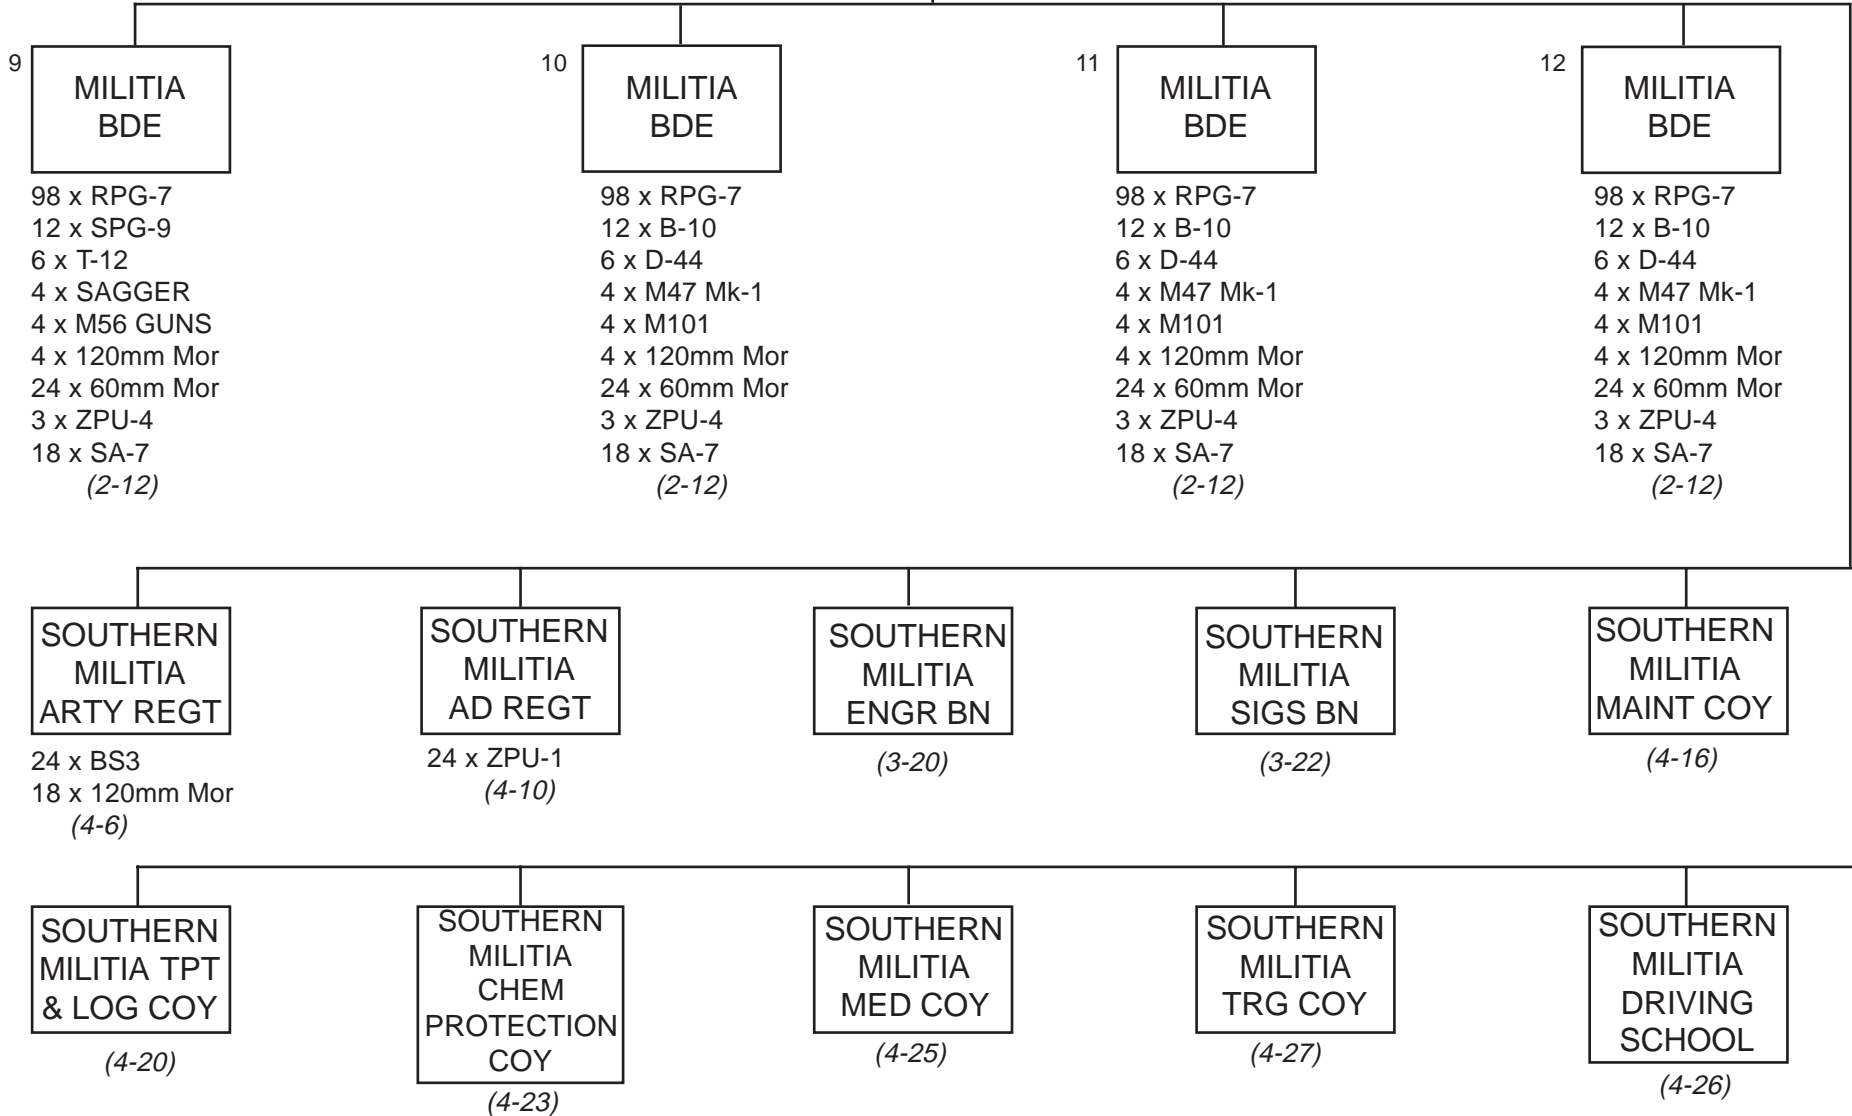 9
MILITIA
BDE
98 x RPG-7
12 x SPG-9
6 x T-12
4 x SAGGER
4 x M56 GUNS
4 x 120mm Mor
24 x 60mm Mor
3 x ZPU-4
18 x SA-7
(2-12)
10
MILITIA
BDE
98 x RPG-7
12 x B-10
6 x D-44
4 x M47 Mk-1
4 x M101
4 x 120mm Mor
24 x 60mm Mor
3 x ZPU-4
18 x SA-7
(2-12)
11
MILITIA
BDE
98 x RPG-7
12 x B-10
6 x D-44
4 x M47 Mk-1
4 x M101
4 x 120mm Mor
24 x 60mm Mor
3 x ZPU-4
18 x SA-7
(2-12)
12
MILITIA
BDE
98 x RPG-7
12 x B-10
6 x D-44
4 x M47 Mk-1
4 x M101
4 x 120mm Mor
24 x 60mm Mor
3 x ZPU-4
18 x SA-7
(2-12)
SOUTHERN
MILITIA
ARTY REGT
24 x BS3
18 x 120mm Mor
(4-6)
SOUTHERN
MILITIA
AD REGT
24 x ZPU-1
(4-10)
SOUTHERN
MILITIA
ENGR BN
(3-20)
SOUTHERN
MILITIA
SIGS BN
(3-22)
SOUTHERN
MILITIA
MAINT COY
(4-16)
SOUTHERN
MILITIA TPT
& LOG COY
(4-20)
SOUTHERN
MILITIA
CHEM
PROTECTION
COY
(4-23)
SOUTHERN
MILITIA
MED COY
(4-25)
SOUTHERN
MILITIA
TRG COY
(4-27)
SOUTHERN
MILITIA
DRIVING
SCHOOL
(4-26)